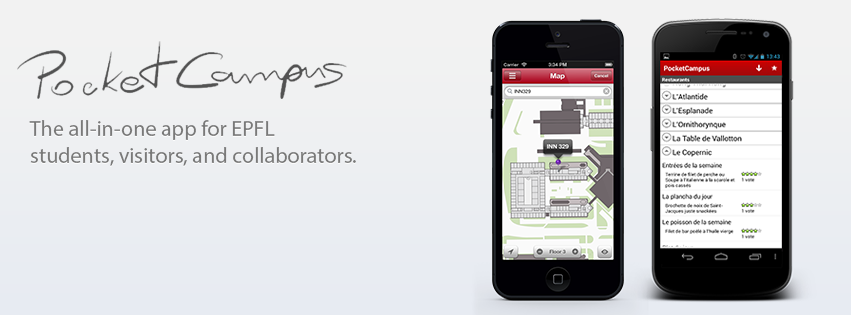 PocketCampus
The all-in-one app for EPFL
students, visitors, and collaborators.
Carrier
3:34 PM
Map
Cancel
INN329
INN 329
Floor 3
13:43
PocketCampus
Restaurants
L'Atlantide
L'Esplanade
L'Ornithorynque
La Table de Vallotton
Le Copernic
Entrées de la semaine
Terrine de filet de perche ou
Soupe à l'italienne à la scarole et
pois cassés
1 vote
La plancha du jour
Brochette de noix de Saint-
Jacques juste snackées
1 vote
Le poisson de la semaine
Filet de bar poêlé à l'huile vierge
1 vote